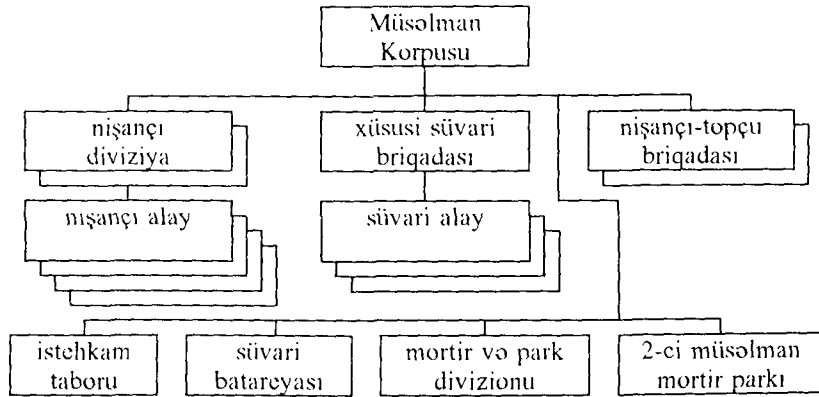 Müsəlman
Korpusu
nişançı
diviziya
xüsusi süvari
briqadası
nişançı-topçu
briqadası
nışançı alay
süvari alay
istehkam
taboru
süvari
batareyası
mortir və park
divizionu
2-ci müsəlman
mortir parkı